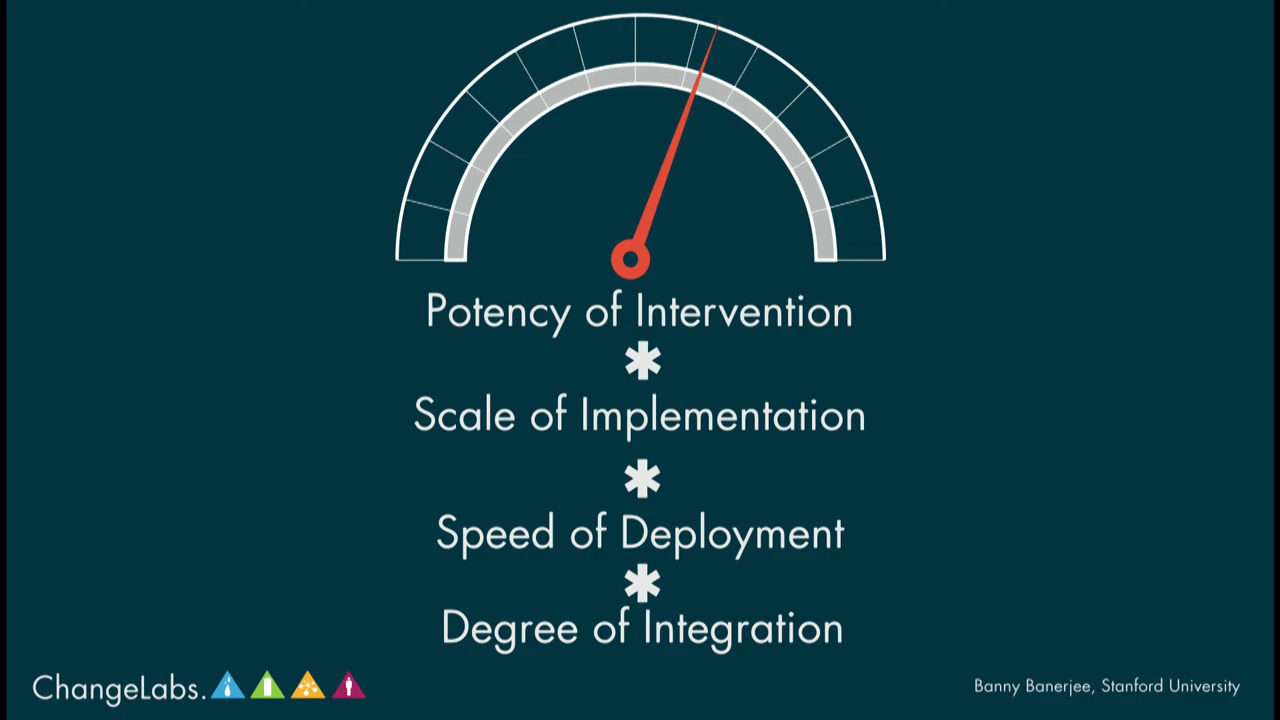 Potency of Intervention
*
Scale of Implementation
*
Speed of Deployment
*
Degree of Integration
ChangeLabs.
Banny Banerjee, Stanford University